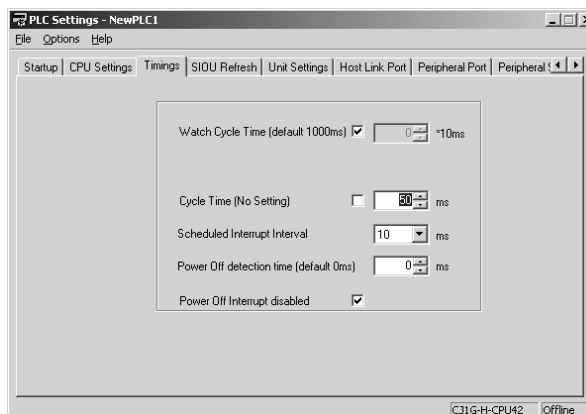 PLC Settings - NewPLC1
File Options Help
Startup CPU Settings Timings SIOU Refresh Unit Settings Host Link Port Peripheral Port Peripheral
Watch Cycle Time (default 1000ms) 0 *10ms
Cycle Time (No Setting) 50 ms
Scheduled Interrupt Interval 10 ms
Power Off detection time (default 0ms) 0 ms
Power Off Interrupt disabled
CJ1G-H-CPU42 Offline